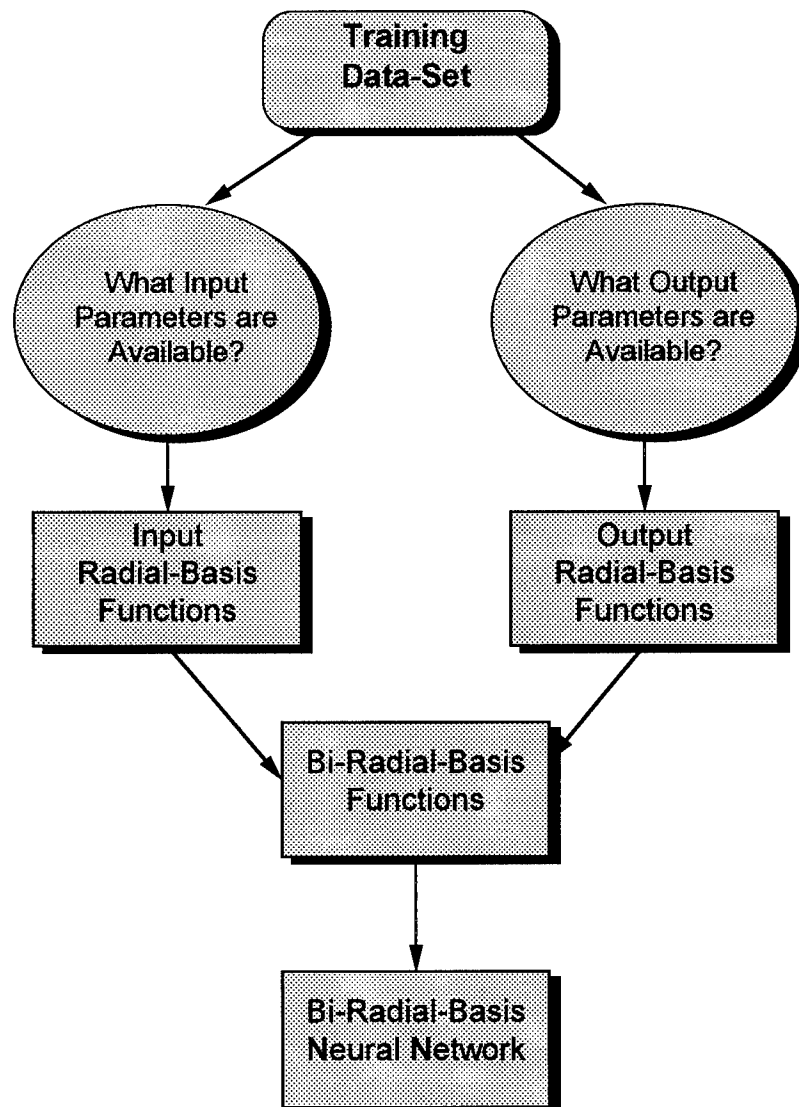 Training
Data-Set
What Input
Parameters are
Available?
What Output
Parameters are
Available?
Input
Radial-Basis
Functions
Output
Radial-Basis
Functions
Bi-Radial-Basis
Functions
Bi-Radial-Basis
Neural Network